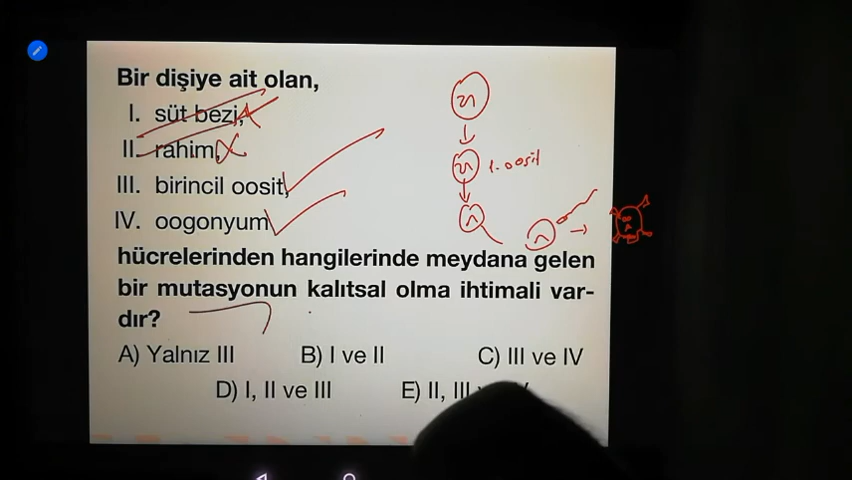 Bir dişiye ait olan,
I. süt bezi,
II. rahim,
III. birincil oosit,
IV. oogonyum
hücrelerinden hangilerinde meydana gelen
bir mutasyonun kalıtsal olma ihtimali var-
dır?
A) Yalnız III B) I ve II C) III ve IV
D) I, II ve III E) II, III
2n
2n 1. oosit
n
n